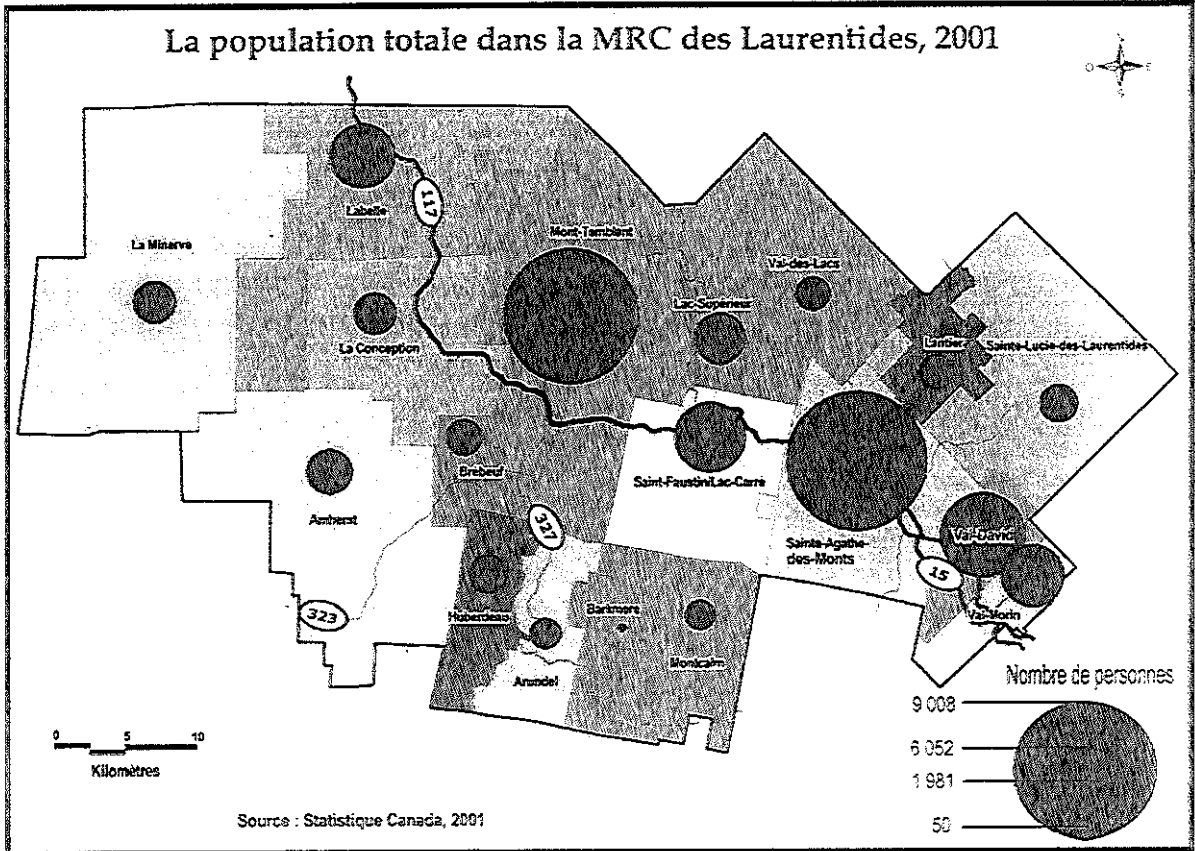 La population totale dans la MRC des Laurentides, 2001
O E
Labelle
117
La Minerve
Mont-Tamblant
Val-des-Lacs
Lac-Supérieur
La Conception
Lantier
Sainte-Lucie-des-Laurentides
Brébeuf
Saint-Faustin/Lac-Carré
Amherst
327
Sainte-Agathe-
des-Monts
Val-David
15
323
Huberdeau
Barkmere
Val-Morin
Montcalm
Arundel
Nombre de personnes
9 008
6 052
1 981
50
0 5 10
Kilomètres
Source : Statistique Canada, 2001